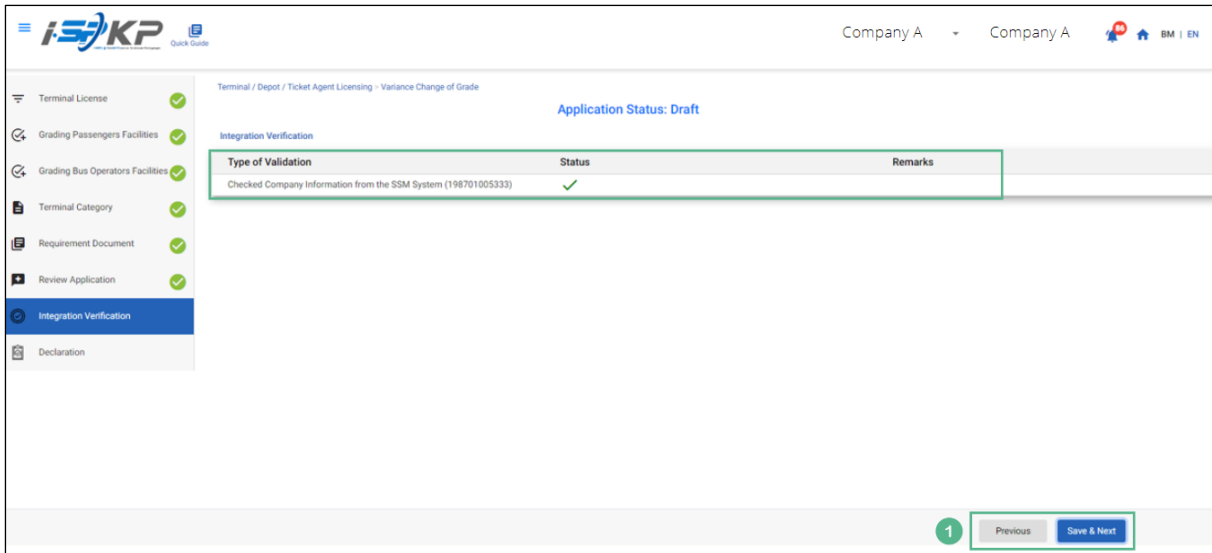 i-SPKP
Quick Guide
Company A
Company A
86
BM | EN
Terminal License
Grading Passengers Facilities
Grading Bus Operators Facilities
Terminal Category
Requirement Document
Review Application
Integration Verification
Declaration
Terminal / Depot / Ticket Agent Licensing > Variance Change of Grade
Application Status: Draft
Integration Verification
Type of Validation Status Remarks
Checked Company Information from the SSM System (198701005333)
1 Previous Save & Next